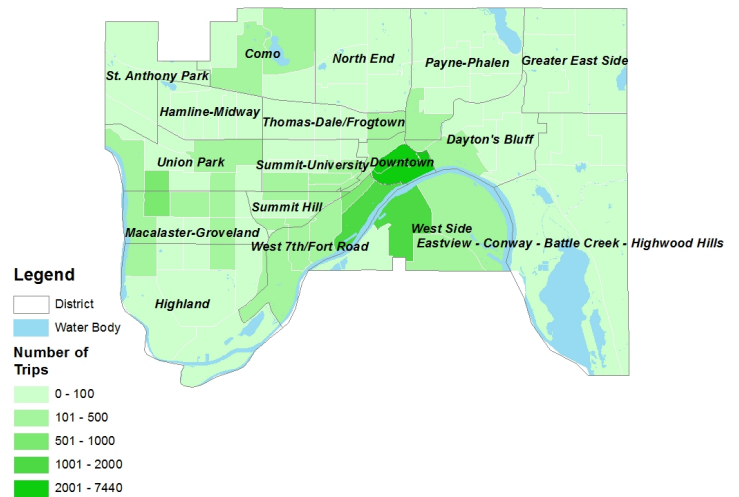 Como
North End
Payne-Phalen
Greater East Side
St. Anthony Park
Hamline-Midway
Thomas-Dale/Frogtown
Dayton's Bluff
Union Park
Summit-University
Downtown
Summit Hill
Macalaster-Groveland
West 7th/Fort Road
West Side
Eastview - Conway - Battle Creek - Highwood Hills
Highland
Legend
District
Water Body
Number of
Trips
0 - 100
101 - 500
501 - 1000
1001 - 2000
2001 - 7440